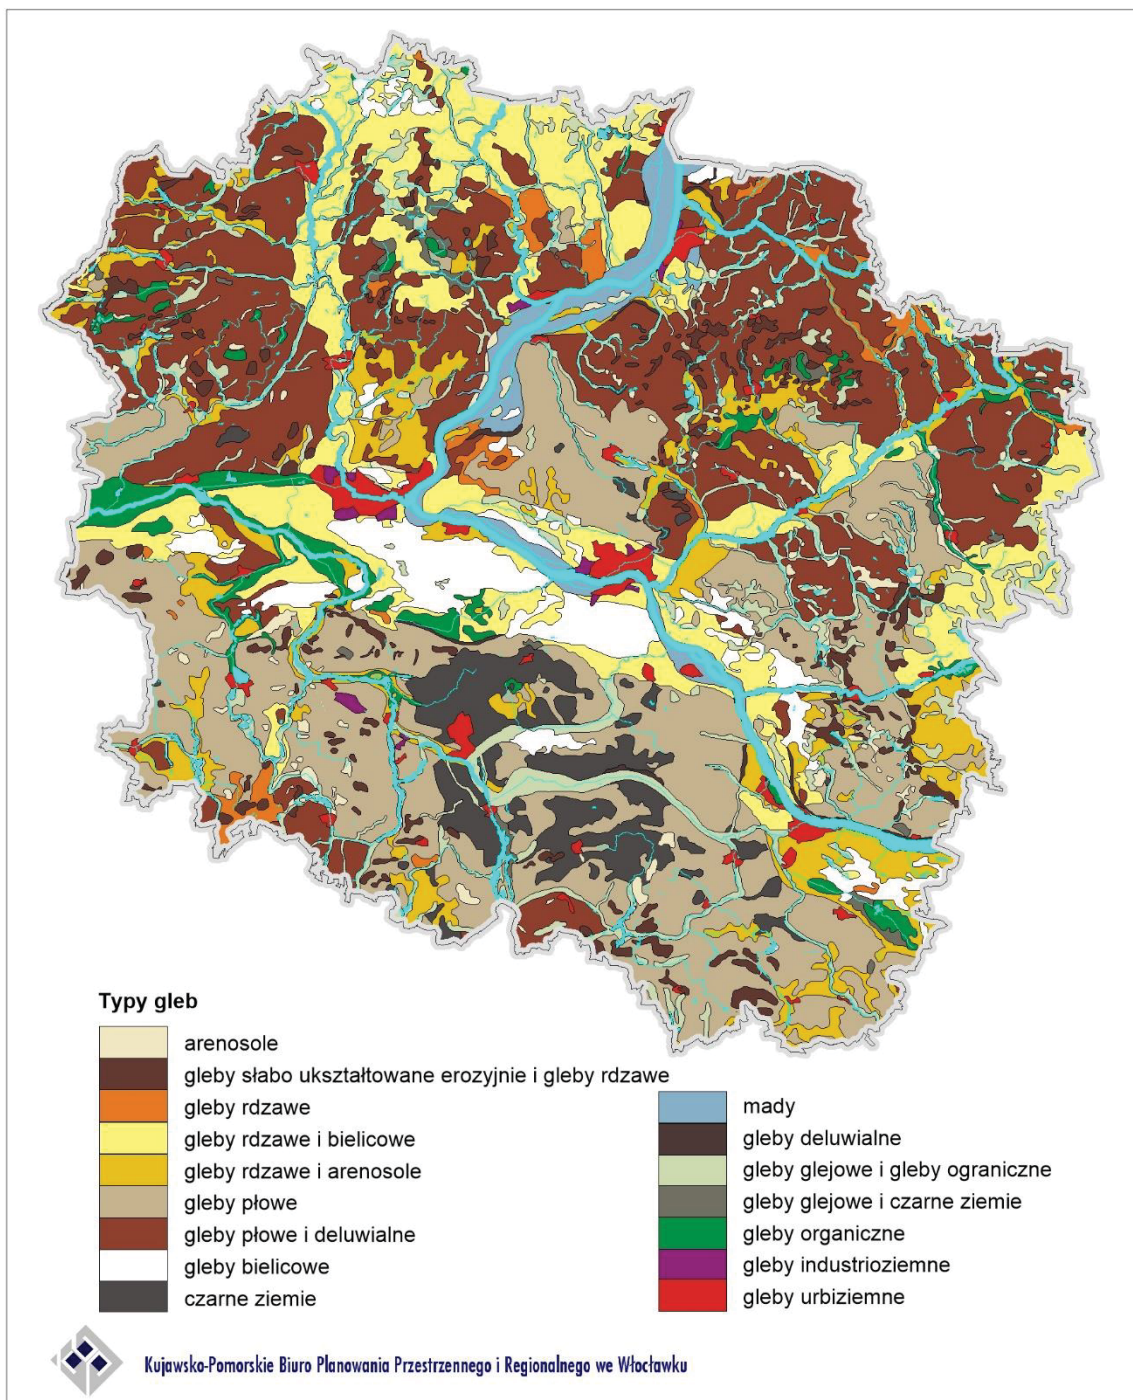 Typy gleb
arenosole
gleby słabo ukształtowane erozyjnie i gleby rdzawe
gleby rdzawe
gleby rdzawe i bielicowe
gleby rdzawe i arenosole
gleby płowe
gleby płowe i deluwialne
gleby bielicowe
czarne ziemie
mady
gleby deluwialne
gleby glejowe i gleby ograniczne
gleby glejowe i czarne ziemie
gleby organiczne
gleby industrioziemne
gleby urbiziemne
Kujawsko-Pomorskie Biuro Planowania Przestrzennego i Regionalnego we Włocławku